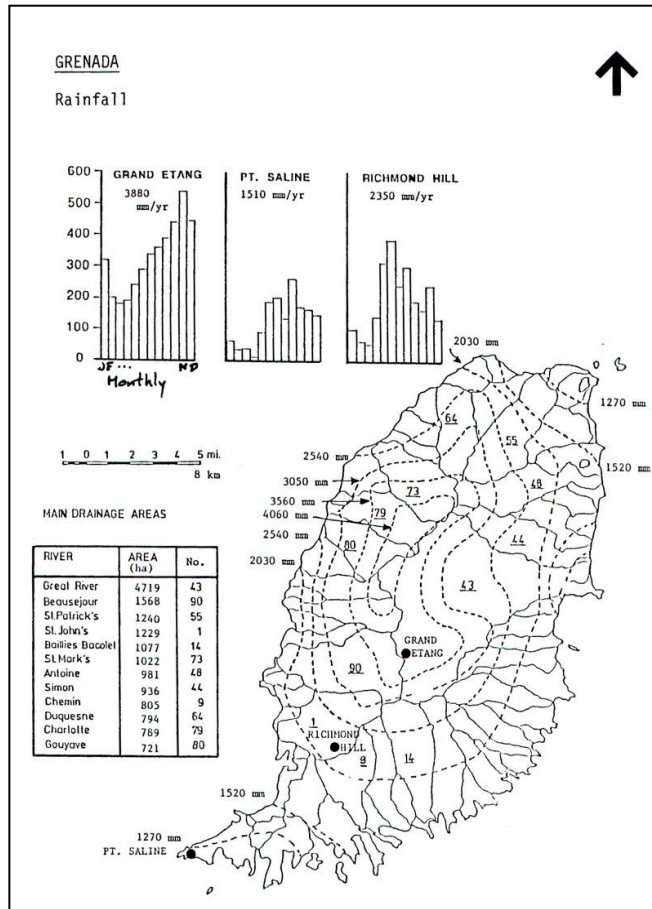 GRENADA
Rainfall
GRAND ETANG
3880
mm/yr
PT. SALINE
1510 mm/yr
RICHMOND HILL
2350 mm/yr
600
500
400
300
200
100
0
JF...
ND
Monthly
1 0 1 2 3 4 5 mi.
8 km
MAIN DRAINAGE AREAS
RIVER AREA (ha) No.
Great River 4719 43
Beausejour 1568 90
St.Patrick's 1240 55
St.John's 1229 1
Baillies Bacolet 1077 14
St.Mark's 1022 73
Antoine 981 48
Simon 936 44
Chemin 805 9
Duquesne 794 64
Charlotte 789 79
Gouyave 721 80
2030 mm
1270 mm
1520 mm
2540 mm
3050 mm
3560 mm
4060 mm
2540 mm
2030 mm
64
55
48
73
79
44
80
43
GRAND
ETANG
90
1
RICHMOND
HILL
9
14
1520 mm
1270 mm
PT. SALINE